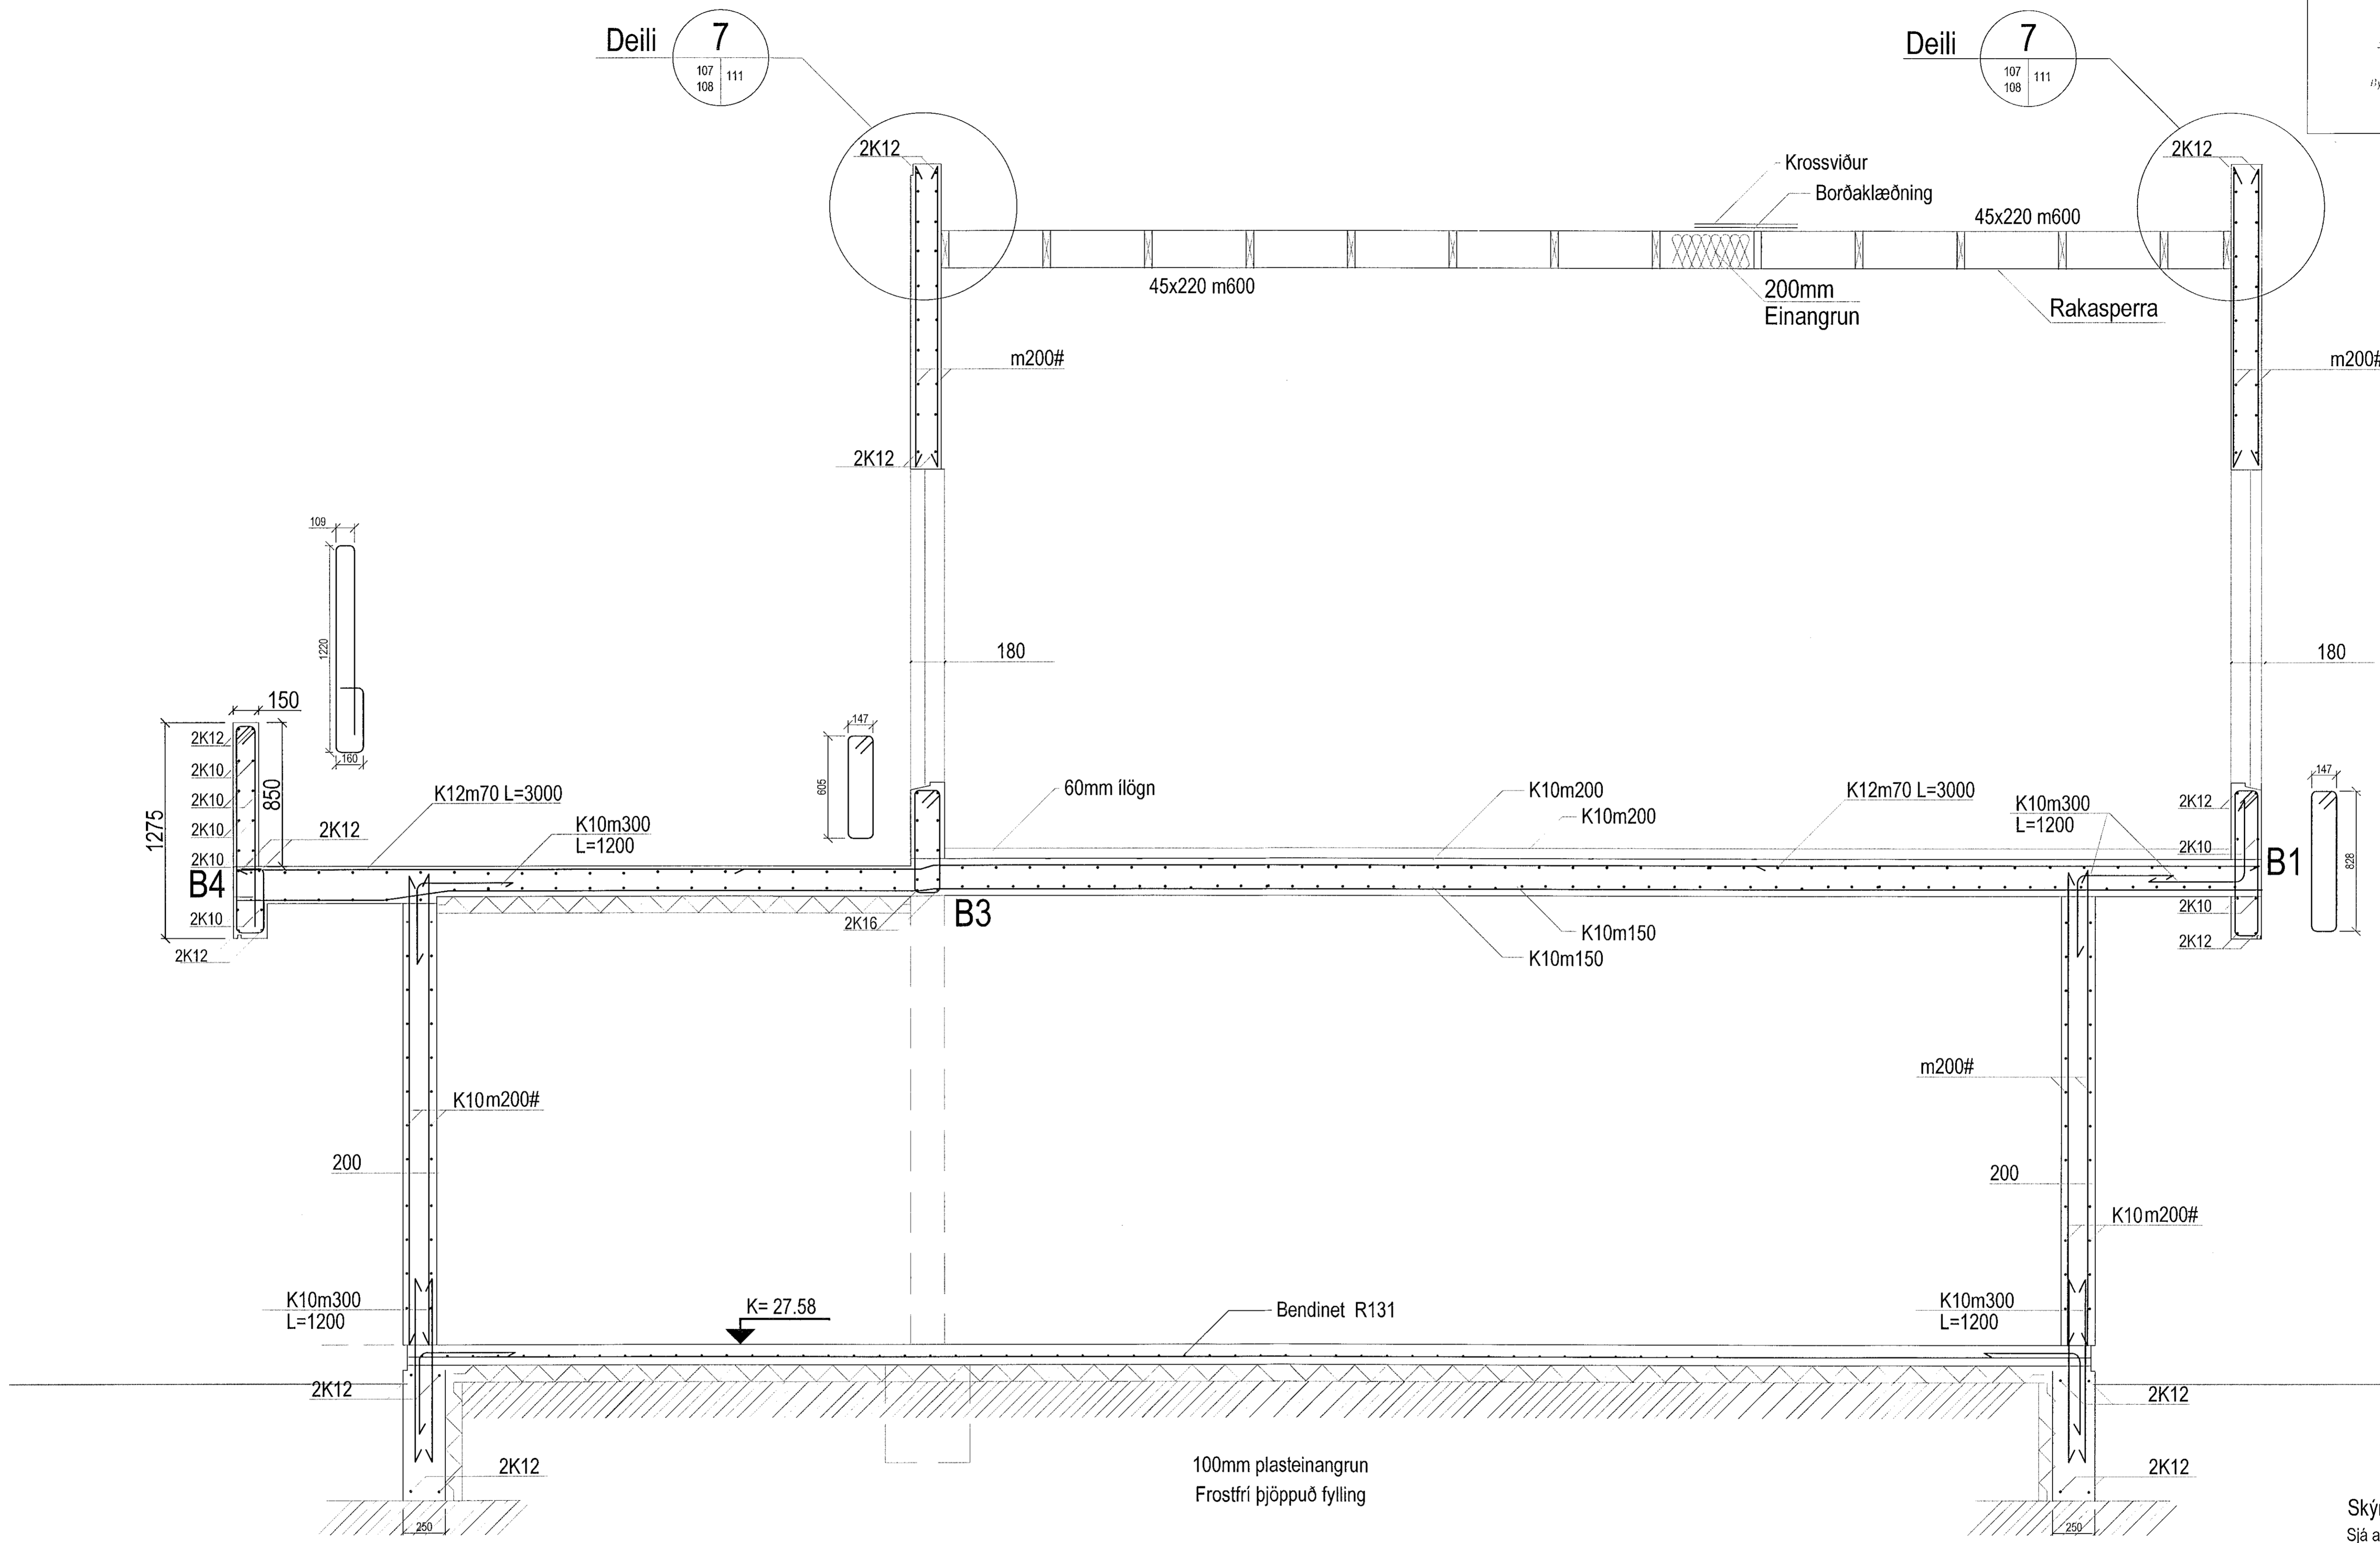 Deili
7
107
108
111
Deili
7
107
108
111
2K12
2K12
Krossviður
Borðaklæðning
45x220 m600
45x220 m600
200mm
Einangrun
Rakasperra
m200#
m200#
2K12
109
1220
160
180
180
150
1275
850
2K12
2K10
2K10
2K10
2K10
B4
2K10
2K12
2K12
K12m70 L=3000
K10m300
L=1200
147
605
60mm ílögn
K10m200
K10m200
K12m70 L=3000
K10m300
L=1200
2K12
2K10
B1
2K10
2K12
147
828
2K16
B3
K10m150
K10m150
K10m200#
m200#
200
200
K10m200#
K10m300
L=1200
K= 27.58
Bendinet R131
K10m300
L=1200
2K12
2K12
2K12
2K12
100mm plasteinangrun
Frostfrí þjöppuð fylling
250
250
Ský
Sjá a